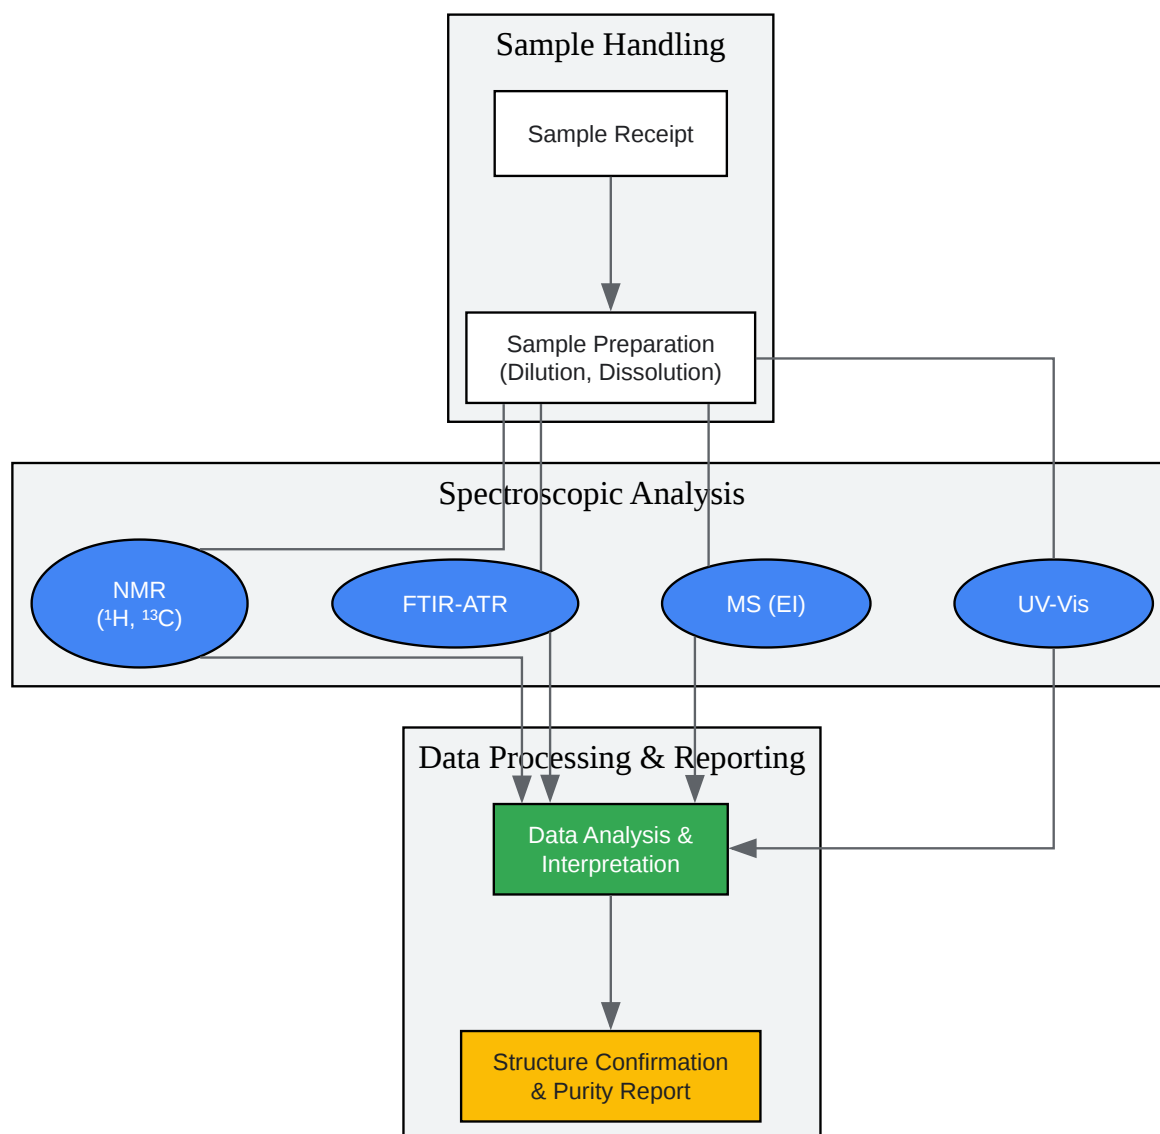 Sample Handling
Sample Receipt
Sample Preparation
(Dilution, Dissolution)
Spectroscopic Analysis
NMR
(¹H, ¹³C)
FTIR-ATR
MS (EI)
UV-Vis
Data Processing & Reporting
Data Analysis &
Interpretation
Structure Confirmation
& Purity Report